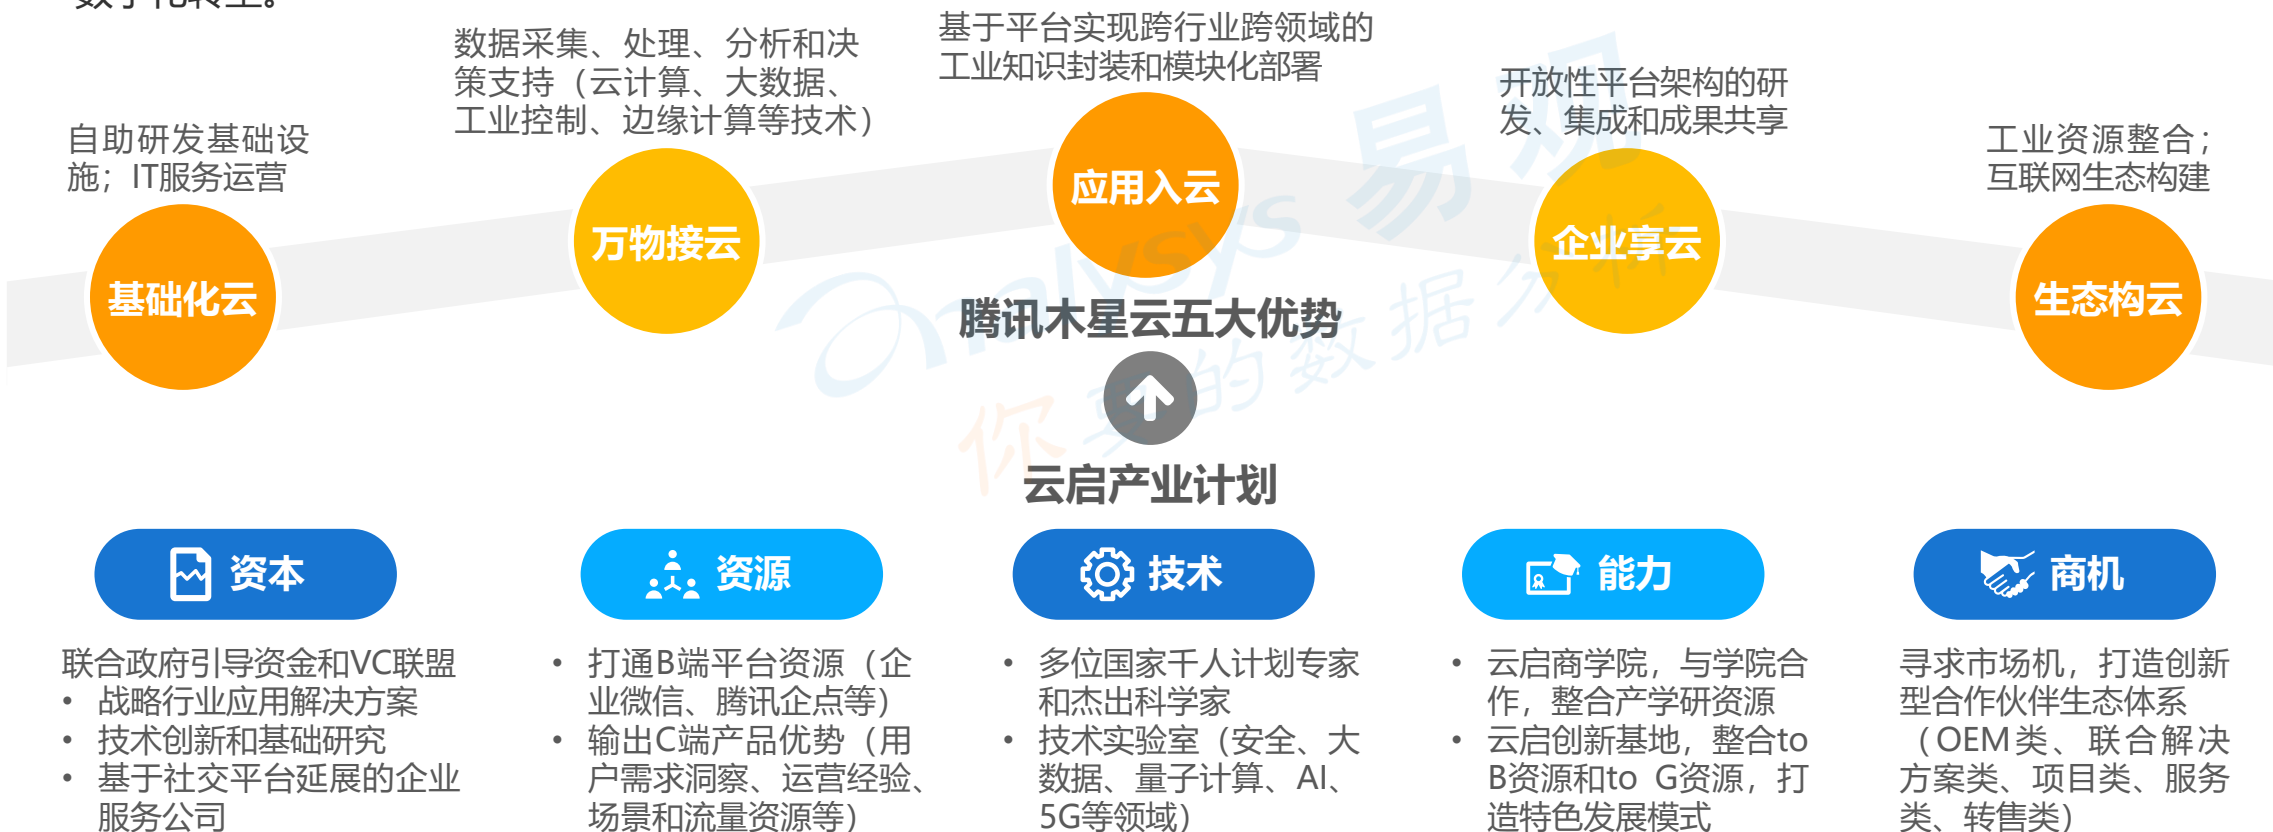 数字化转型。
数据采集、处理、分析和决
策支持（云计算、大数据、
工业控制、边缘计算等技术）
基于平台实现跨行业跨领域的
工业知识封装和模块化部署
开放性平台架构的研
发、集成和成果共享
自助研发基础设
施；IT服务运营
工业资源整合；
互联网生态构建
基础化云
万物接云
应用入云
企业享云
生态构云
analysys 易观
你要的数据分析
腾讯木星云五大优势
云启产业计划
资本
资源
技术
能力
商机
联合政府引导资金和VC联盟
• 战略行业应用解决方案
• 技术创新和基础研究
• 基于社交平台延展的企业
服务公司
• 打通B端平台资源（企
业微信、腾讯企点等）
• 输出C端产品优势（用
户需求洞察、运营经验、
场景和流量资源等）
• 多位国家千人计划专家
和杰出科学家
• 技术实验室（安全、大
数据、量子计算、AI、
5G等领域）
• 云启商学院，与学院合
作，整合产学研资源
• 云启创新基地，整合to
B资源和to G资源，打
造特色发展模式
寻求市场机，打造创新
型合作伙伴生态体系
（OEM类、联合解决
方案类、项目类、服务
类、转售类）